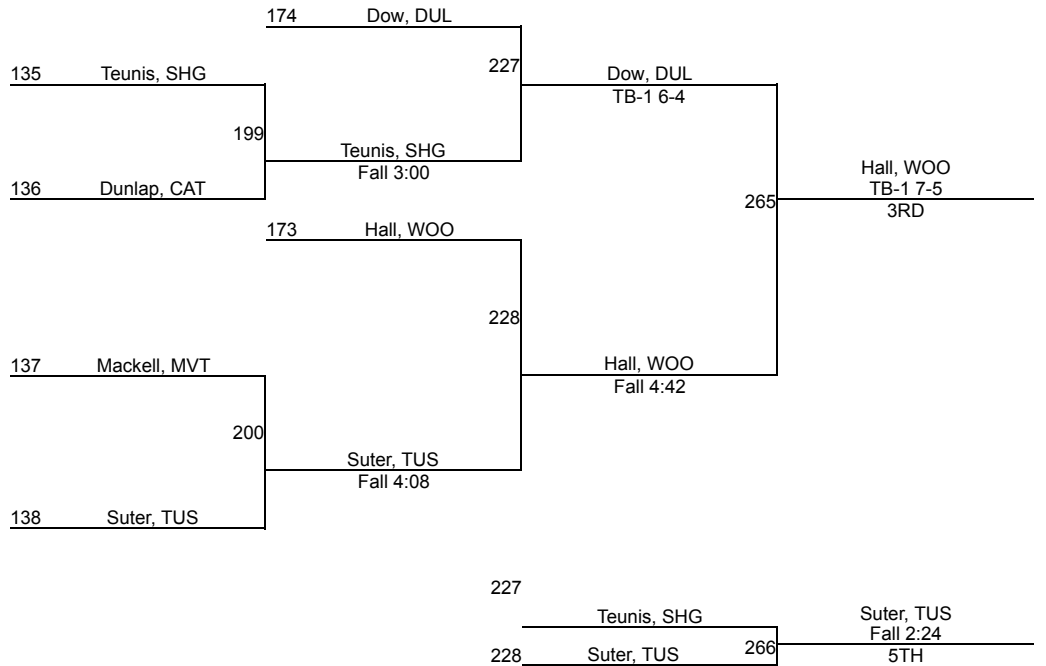 174 Dow, DUL
135 Teunis, SHG
227
Dow, DUL
TB-1 6-4
199
Teunis, SHG
Fall 3:00
136 Dunlap, CAT
Hall, WOO
TB-1 7-5
3RD
265
173 Hall, WOO
228
137 Mackell, MVT
Hall, WOO
Fall 4:42
200
Suter, TUS
Fall 4:08
138 Suter, TUS
227
Teunis, SHG
228 Suter, TUS
266
Suter, TUS
Fall 2:24
5TH